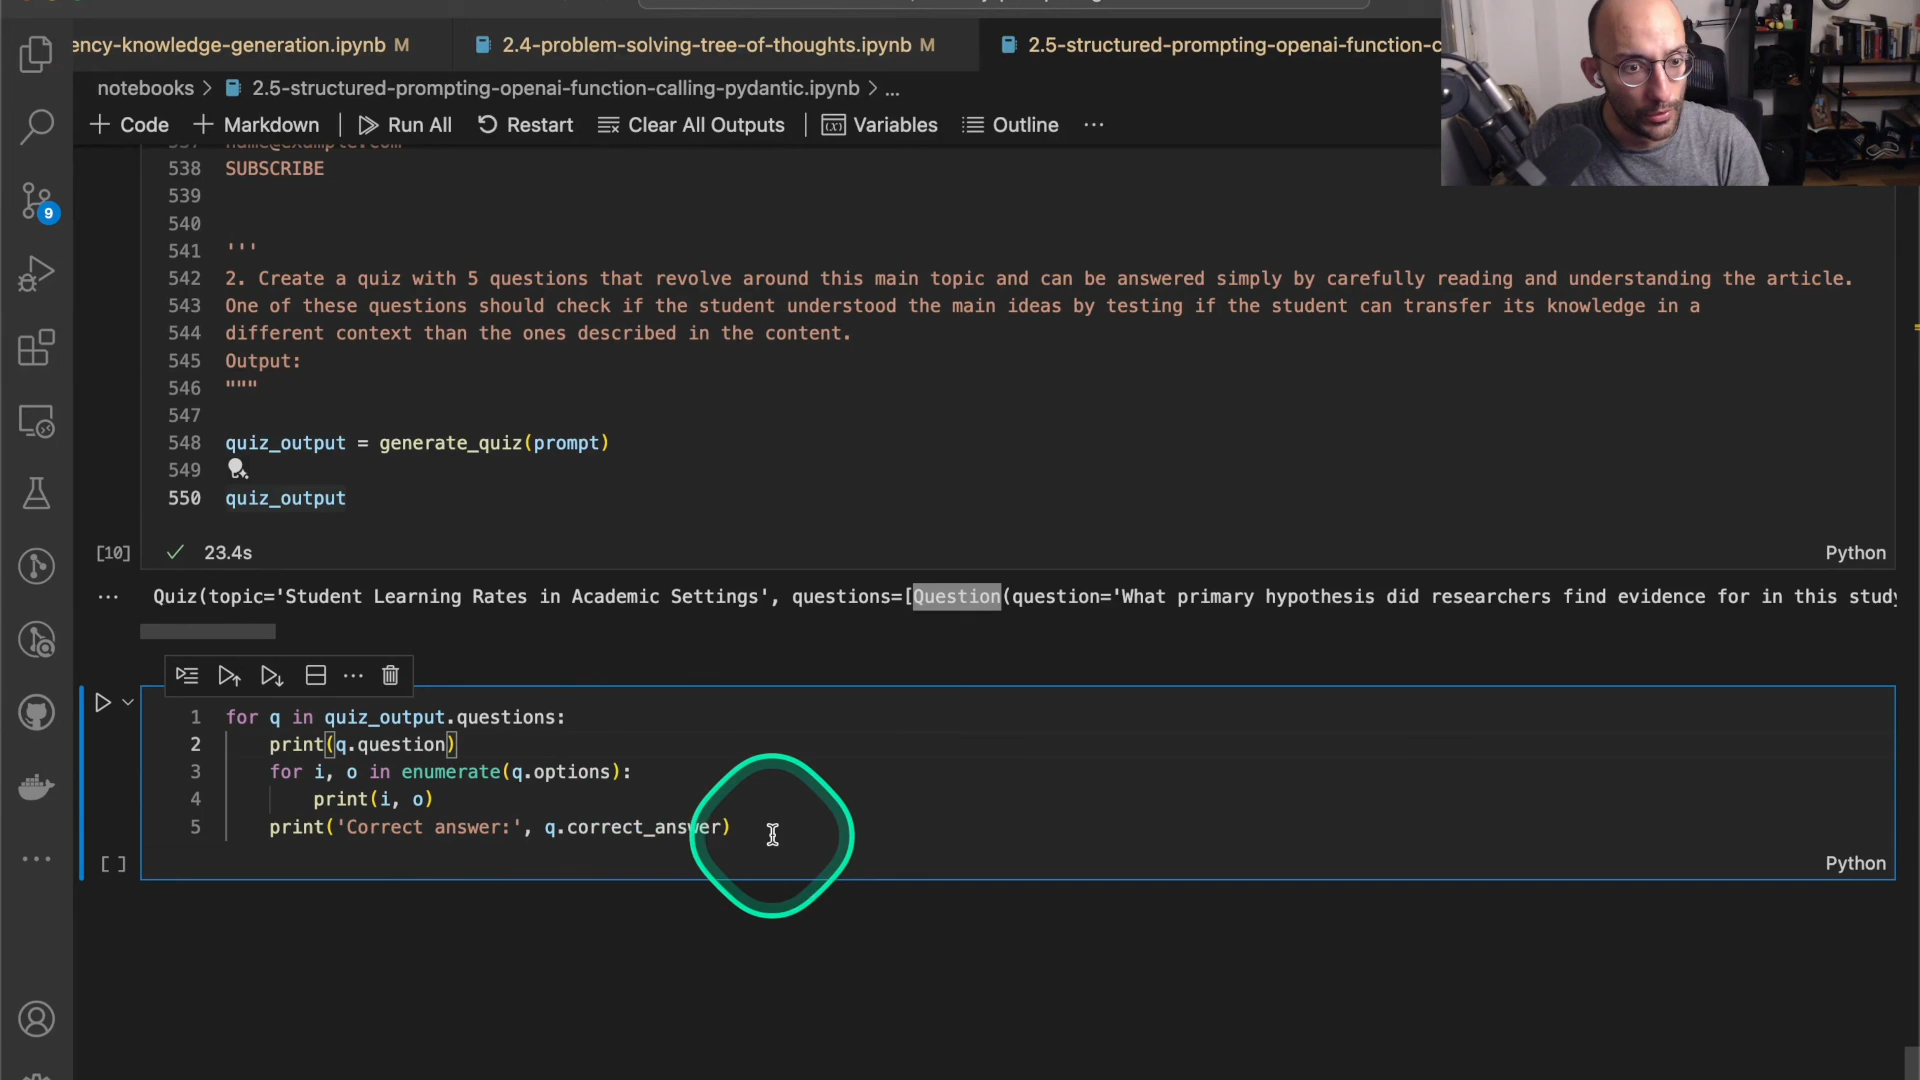 ency-knowledge-generation.ipynb M
2.4-problem-solving-tree-of-thoughts.ipynb M
2.5-structured-prompting-openai-function-c
notebooks > 2.5-structured-prompting-openai-function-calling-pydantic.ipynb > ...
+ Code + Markdown Run All Restart Clear All Outputs Variables Outline ...
537 name@example.com
538 SUBSCRIBE
539
540
541 '''
542 2. Create a quiz with 5 questions that revolve around this main topic and can be answered simply by carefully reading and understanding the article.
543 One of these questions should check if the student understood the main ideas by testing if the student can transfer its knowledge in a
544 different context than the ones described in the content.
545 Output:
546 """
547
548 quiz_output = generate_quiz(prompt)
549
550 quiz_output
[10] 23.4s Python
... Quiz(topic='Student Learning Rates in Academic Settings', questions=[Question(question='What primary hypothesis did researchers find evidence for in this study
1 for q in quiz_output.questions:
2 print(q.question)
3 for i, o in enumerate(q.options):
4 print(i, o)
5 print('Correct answer:', q.correct_answer)
[ ] Python
9